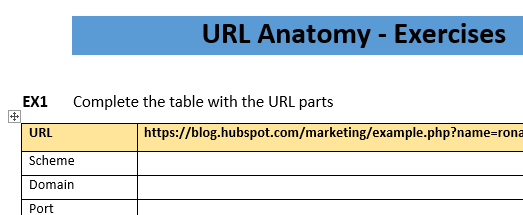 URL Anatomy - Exercises
EX1 Complete the table with the URL parts
URL https://blog.hubspot.com/marketing/example.php?name=rona
Scheme
Domain
Port